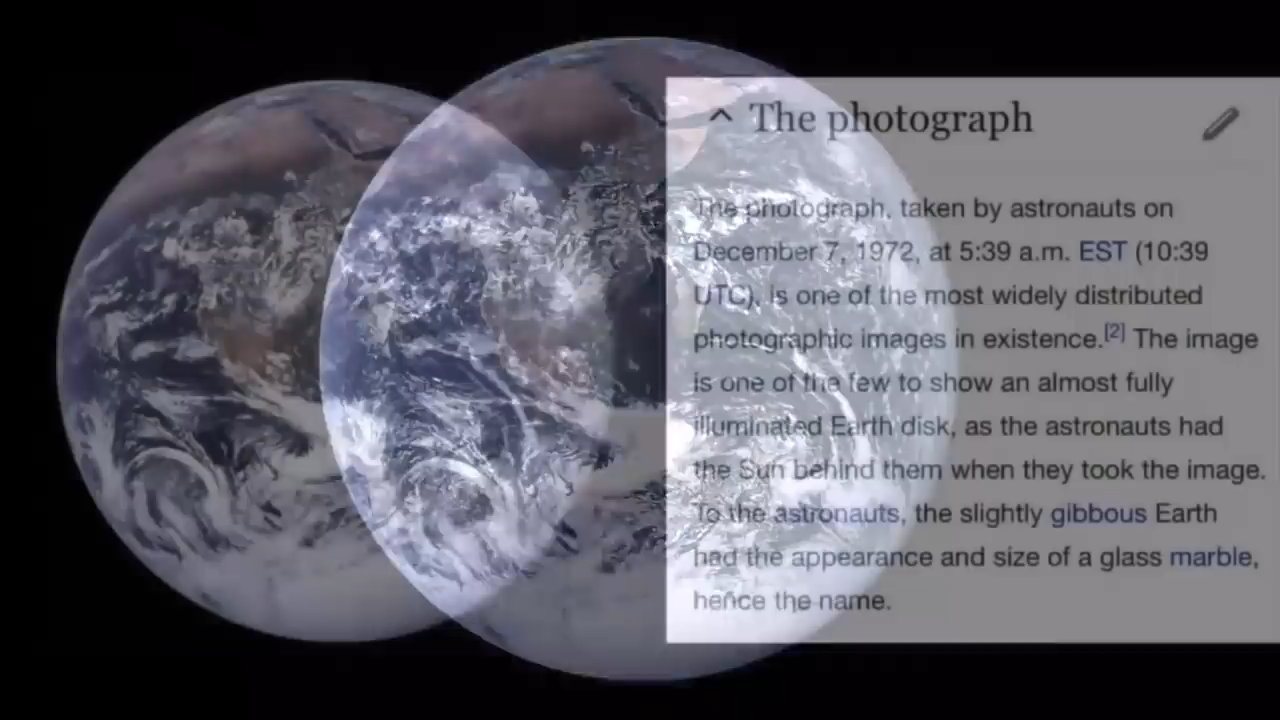 The photograph
The photograph, taken by astronauts on
December 7, 1972, at 5:39 a.m. EST (10:39
UTC), is one of the most widely distributed
photographic images in existence.[2] The image
is one of the few to show an almost fully
illuminated Earth disk, as the astronauts had
the Sun behind them when they took the image.
To the astronauts, the slightly gibbous Earth
had the appearance and size of a glass marble,
hence the name.